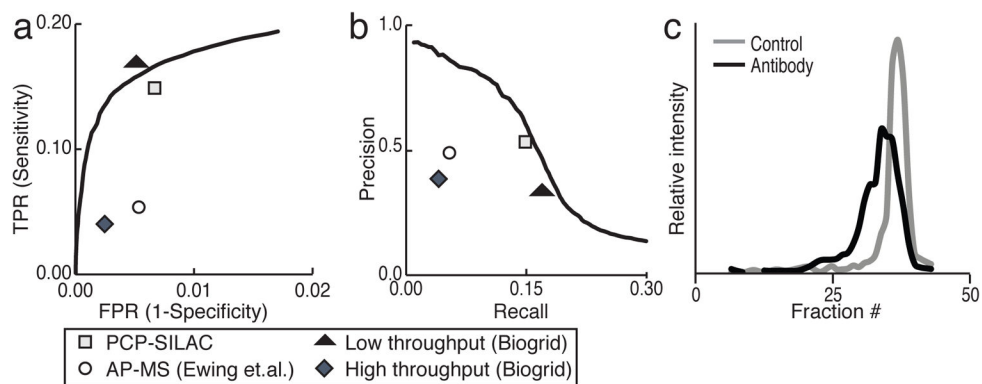 a
0.20
0.10
0.00
TPR (Sensitivity)
0.00 0.01 0.02
FPR (1-Specificity)
b
1.0
0.5
0.0
Precision
0.00 0.15 0.30
Recall
c
Control
Antibody
Relative intensity
0 25 50
Fraction #
PCP-SILAC
Low throughput (Biogrid)
AP-MS (Ewing et.al.)
High throughput (Biogrid)